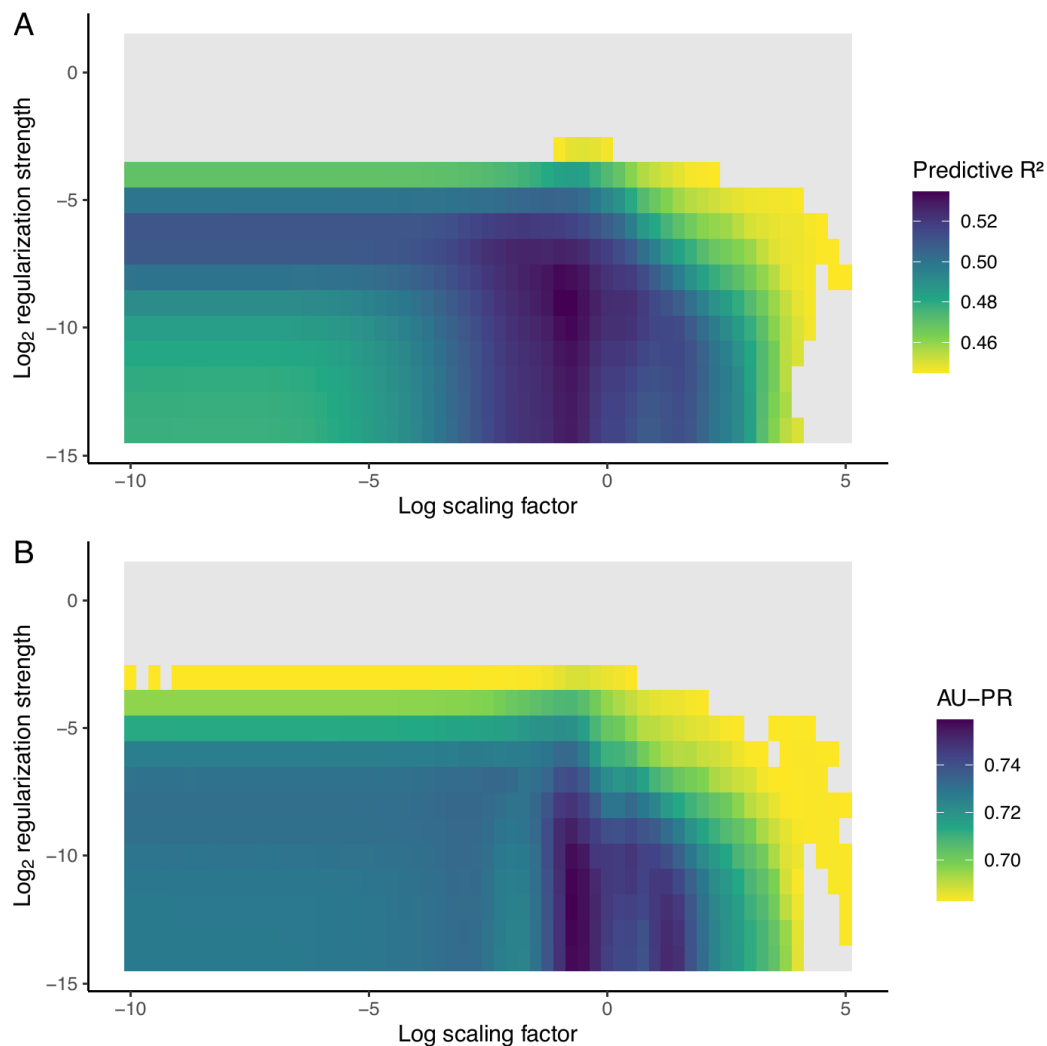 A
Log₂ regularization strength
0
−5
−10
−15
−10
−5
0
5
Log scaling factor
Predictive R²
0.52
0.50
0.48
0.46
B
Log₂ regularization strength
0
−5
−10
−15
−10
−5
0
5
Log scaling factor
AU−PR
0.74
0.72
0.70